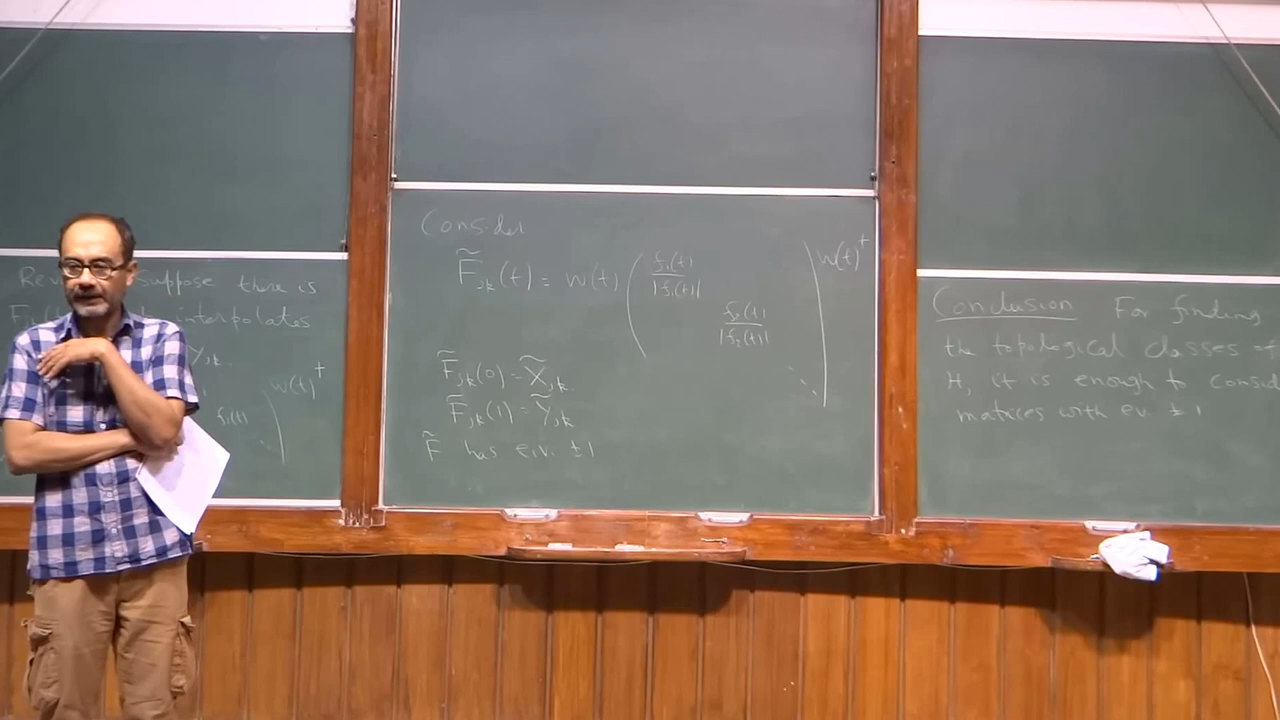 suppose there is
interpolates
w(t)†
f₁(t)
Consider
F̃ⱼₖ(t) = W(t) ( f₁(t)/|f₁(t)| f₂(t)/|f₂(t)| ⋱ ) W(t)†
F̃ⱼₖ(0) = X̃ⱼₖ
F̃ⱼₖ(1) = Ỹⱼₖ
F̃ has e.v. ±1
Conclusion For finding
the topological classes of
H, it is enough to consid
matrices with ev. ±1